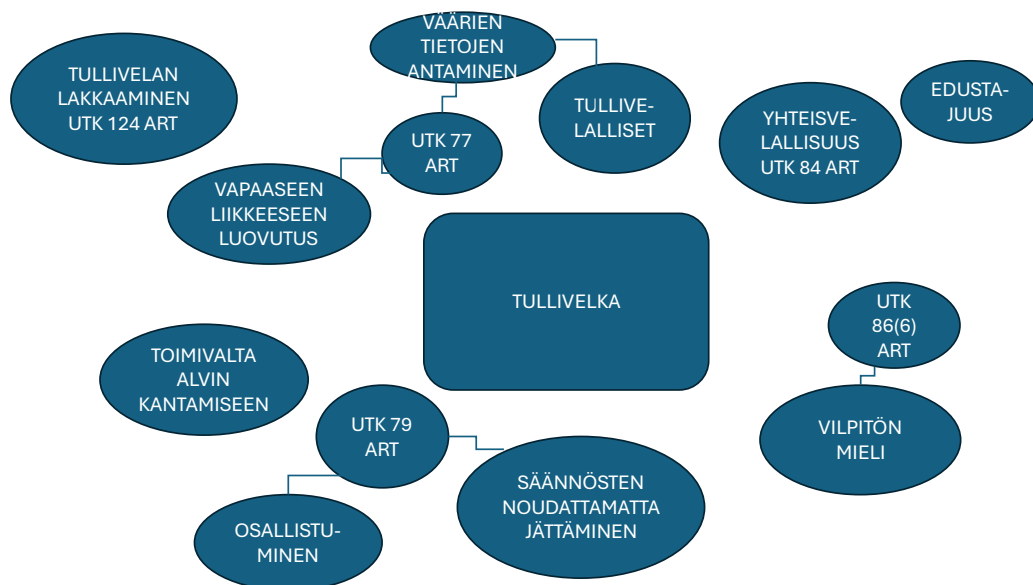 VÄÄRIEN
TIETOJEN
ANTAMINEN
TULLIVELAN
LAKKAAMINEN
UTK 124 ART
TULLIVE-
LALLISET
YHTEISVE-
LALLISUUS
UTK 84 ART
EDUSTA-
JUUS
UTK 77
ART
VAPAASEEN
LIIKKEESEEN
LUOVUTUS
TULLIVELKA
UTK
86(6)
ART
TOIMIVALTA
ALVIN
KANTAMISEEN
UTK 79
ART
VILPITÖN
MIELI
SÄÄNNÖSTEN
NOUDATTAMATTA
JÄTTÄMINEN
OSALLISTU-
MINEN